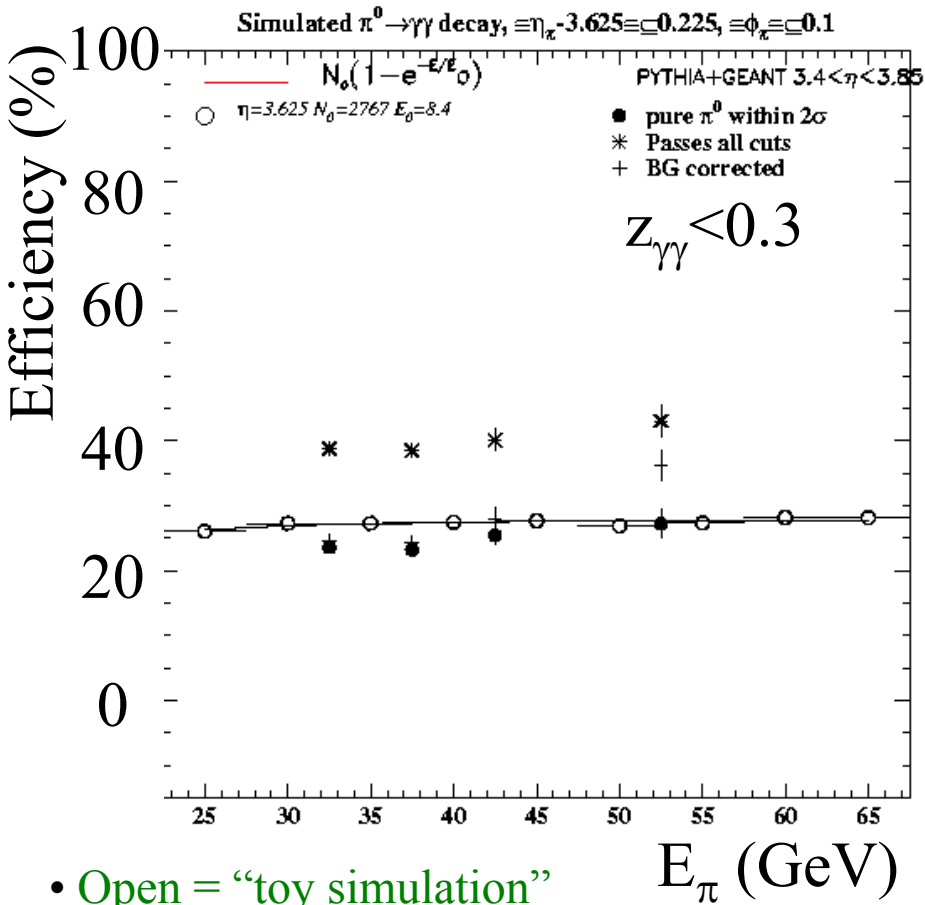 Simulated π⁰→γγ decay, ≡η_π-3.625≡⊆0.225, ≡ϕ_π≡⊆0.1
Efficiency (%)
100
80
60
40
20
0
N₀(1−e^{−E/E₀})
PYTHIA+GEANT 3.4<η<3.85
η=3.625 N₀=2767 E₀=8.4
pure π⁰ within 2σ
Passes all cuts
BG corrected
z_γγ<0.3
25 30 35 40 45 50 55 60 65
E_π (GeV)
• Open = “toy simulation”